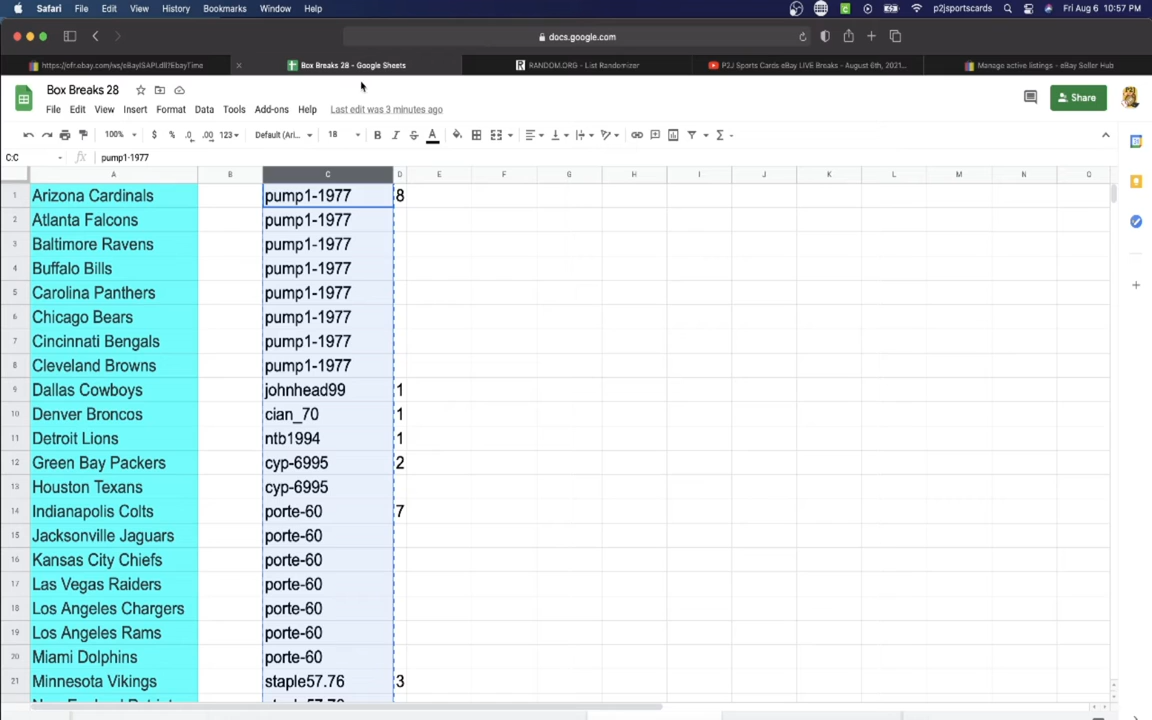 Safari File Edit View History Bookmarks Window Help p2jsportscards Fri Aug 6 10:57 PM
docs.google.com
https://ofr.ebay.com/ws/eBayISAPI.dll?EbayTime Box Breaks 28 - Google Sheets RANDOM.ORG - List Randomizer P2J Sports Cards eBay LIVE Breaks - August 6th, 2021... Manage active listings - eBay Seller Hub
Box Breaks 28
Share
File Edit View Insert Format Data Tools Add-ons Help Last edit was 3 minutes ago
100% $ % .0 .00 123 Default (Ari... 18 B I S A
C:C fx pump1-1977
A B C D E F G H I J K L M N O
1 Arizona Cardinals pump1-1977 8
2 Atlanta Falcons pump1-1977
3 Baltimore Ravens pump1-1977
4 Buffalo Bills pump1-1977
5 Carolina Panthers pump1-1977
6 Chicago Bears pump1-1977
7 Cincinnati Bengals pump1-1977
8 Cleveland Browns pump1-1977
9 Dallas Cowboys johnhead99 1
10 Denver Broncos cian_70 1
11 Detroit Lions ntb1994 1
12 Green Bay Packers cyp-6995 2
13 Houston Texans cyp-6995
14 Indianapolis Colts porte-60 7
15 Jacksonville Jaguars porte-60
16 Kansas City Chiefs porte-60
17 Las Vegas Raiders porte-60
18 Los Angeles Chargers porte-60
19 Los Angeles Rams porte-60
20 Miami Dolphins porte-60
21 Minnesota Vikings staple57.76 3